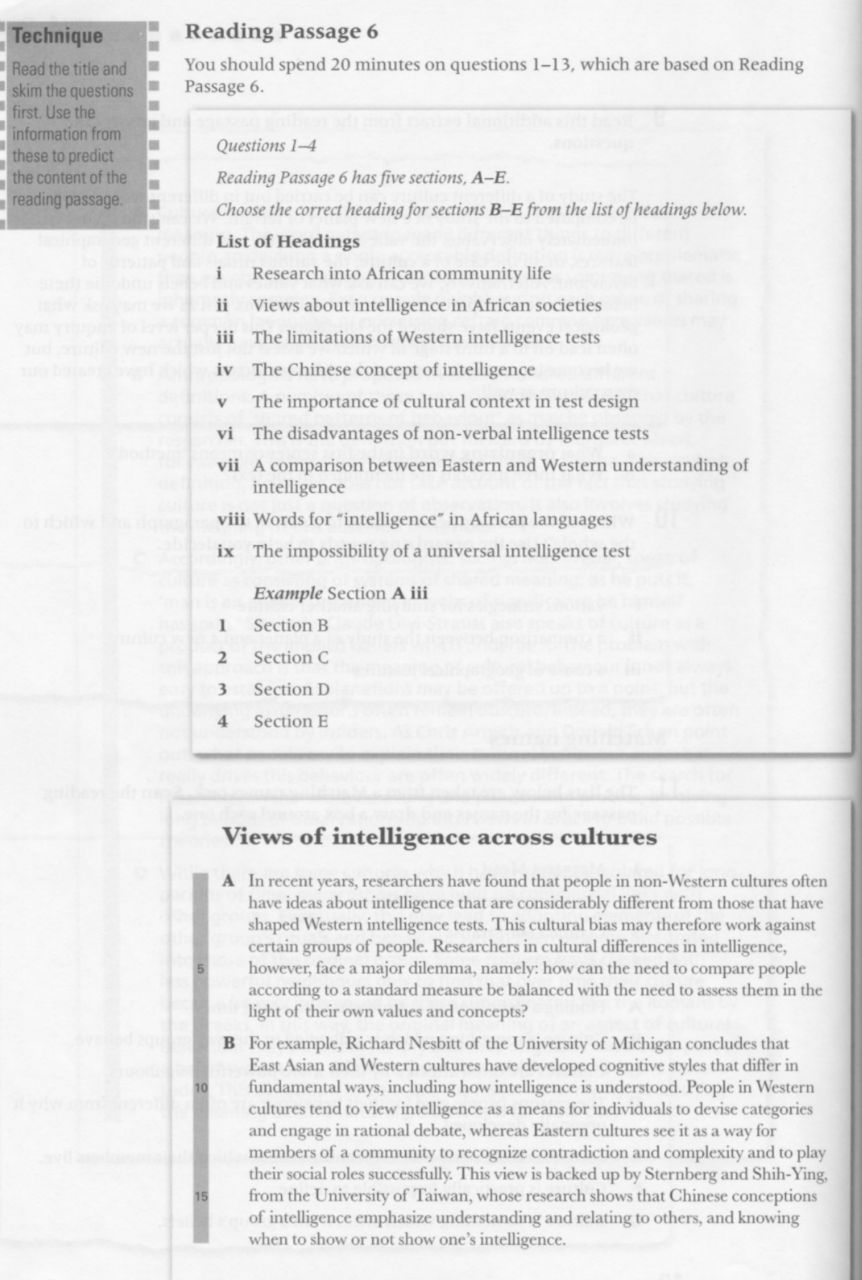 Technique
Read the title and
skim the questions
first. Use the
information from
these to predict
the content of the
reading passage.
Reading Passage 6
You should spend 20 minutes on questions 1–13, which are based on Reading
Passage 6.
Questions 1–4
Reading Passage 6 has five sections, A–E.
Choose the correct heading for sections B–E from the list of headings below.
List of Headings
i Research into African community life
ii Views about intelligence in African societies
iii The limitations of Western intelligence tests
iv The Chinese concept of intelligence
v The importance of cultural context in test design
vi The disadvantages of non-verbal intelligence tests
vii A comparison between Eastern and Western understanding of
intelligence
viii Words for "intelligence" in African languages
ix The impossibility of a universal intelligence test
Example Section A iii
1 Section B
2 Section C
3 Section D
4 Section E
Views of intelligence across cultures
A In recent years, researchers have found that people in non-Western cultures often
have ideas about intelligence that are considerably different from those that have
shaped Western intelligence tests. This cultural bias may therefore work against
certain groups of people. Researchers in cultural differences in intelligence,
5 however, face a major dilemma, namely: how can the need to compare people
according to a standard measure be balanced with the need to assess them in the
light of their own values and concepts?
B For example, Richard Nesbitt of the University of Michigan concludes that
East Asian and Western cultures have developed cognitive styles that differ in
10 fundamental ways, including how intelligence is understood. People in Western
cultures tend to view intelligence as a means for individuals to devise categories
and engage in rational debate, whereas Eastern cultures see it as a way for
members of a community to recognize contradiction and complexity and to play
their social roles successfully. This view is backed up by Sternberg and Shih-Ying,
15 from the University of Taiwan, whose research shows that Chinese conceptions
of intelligence emphasize understanding and relating to others, and knowing
when to show or not show one's intelligence.